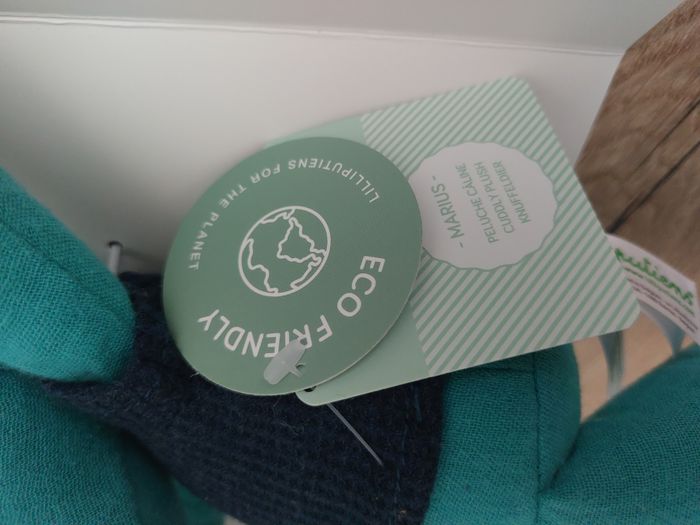 LILLIPUTIENS FOR THE PLANET
ECO FRIENDLY
- MARIUS -
PELUCHE CÂLINE
CUDDLY PLUSH
KNUFFELDIER